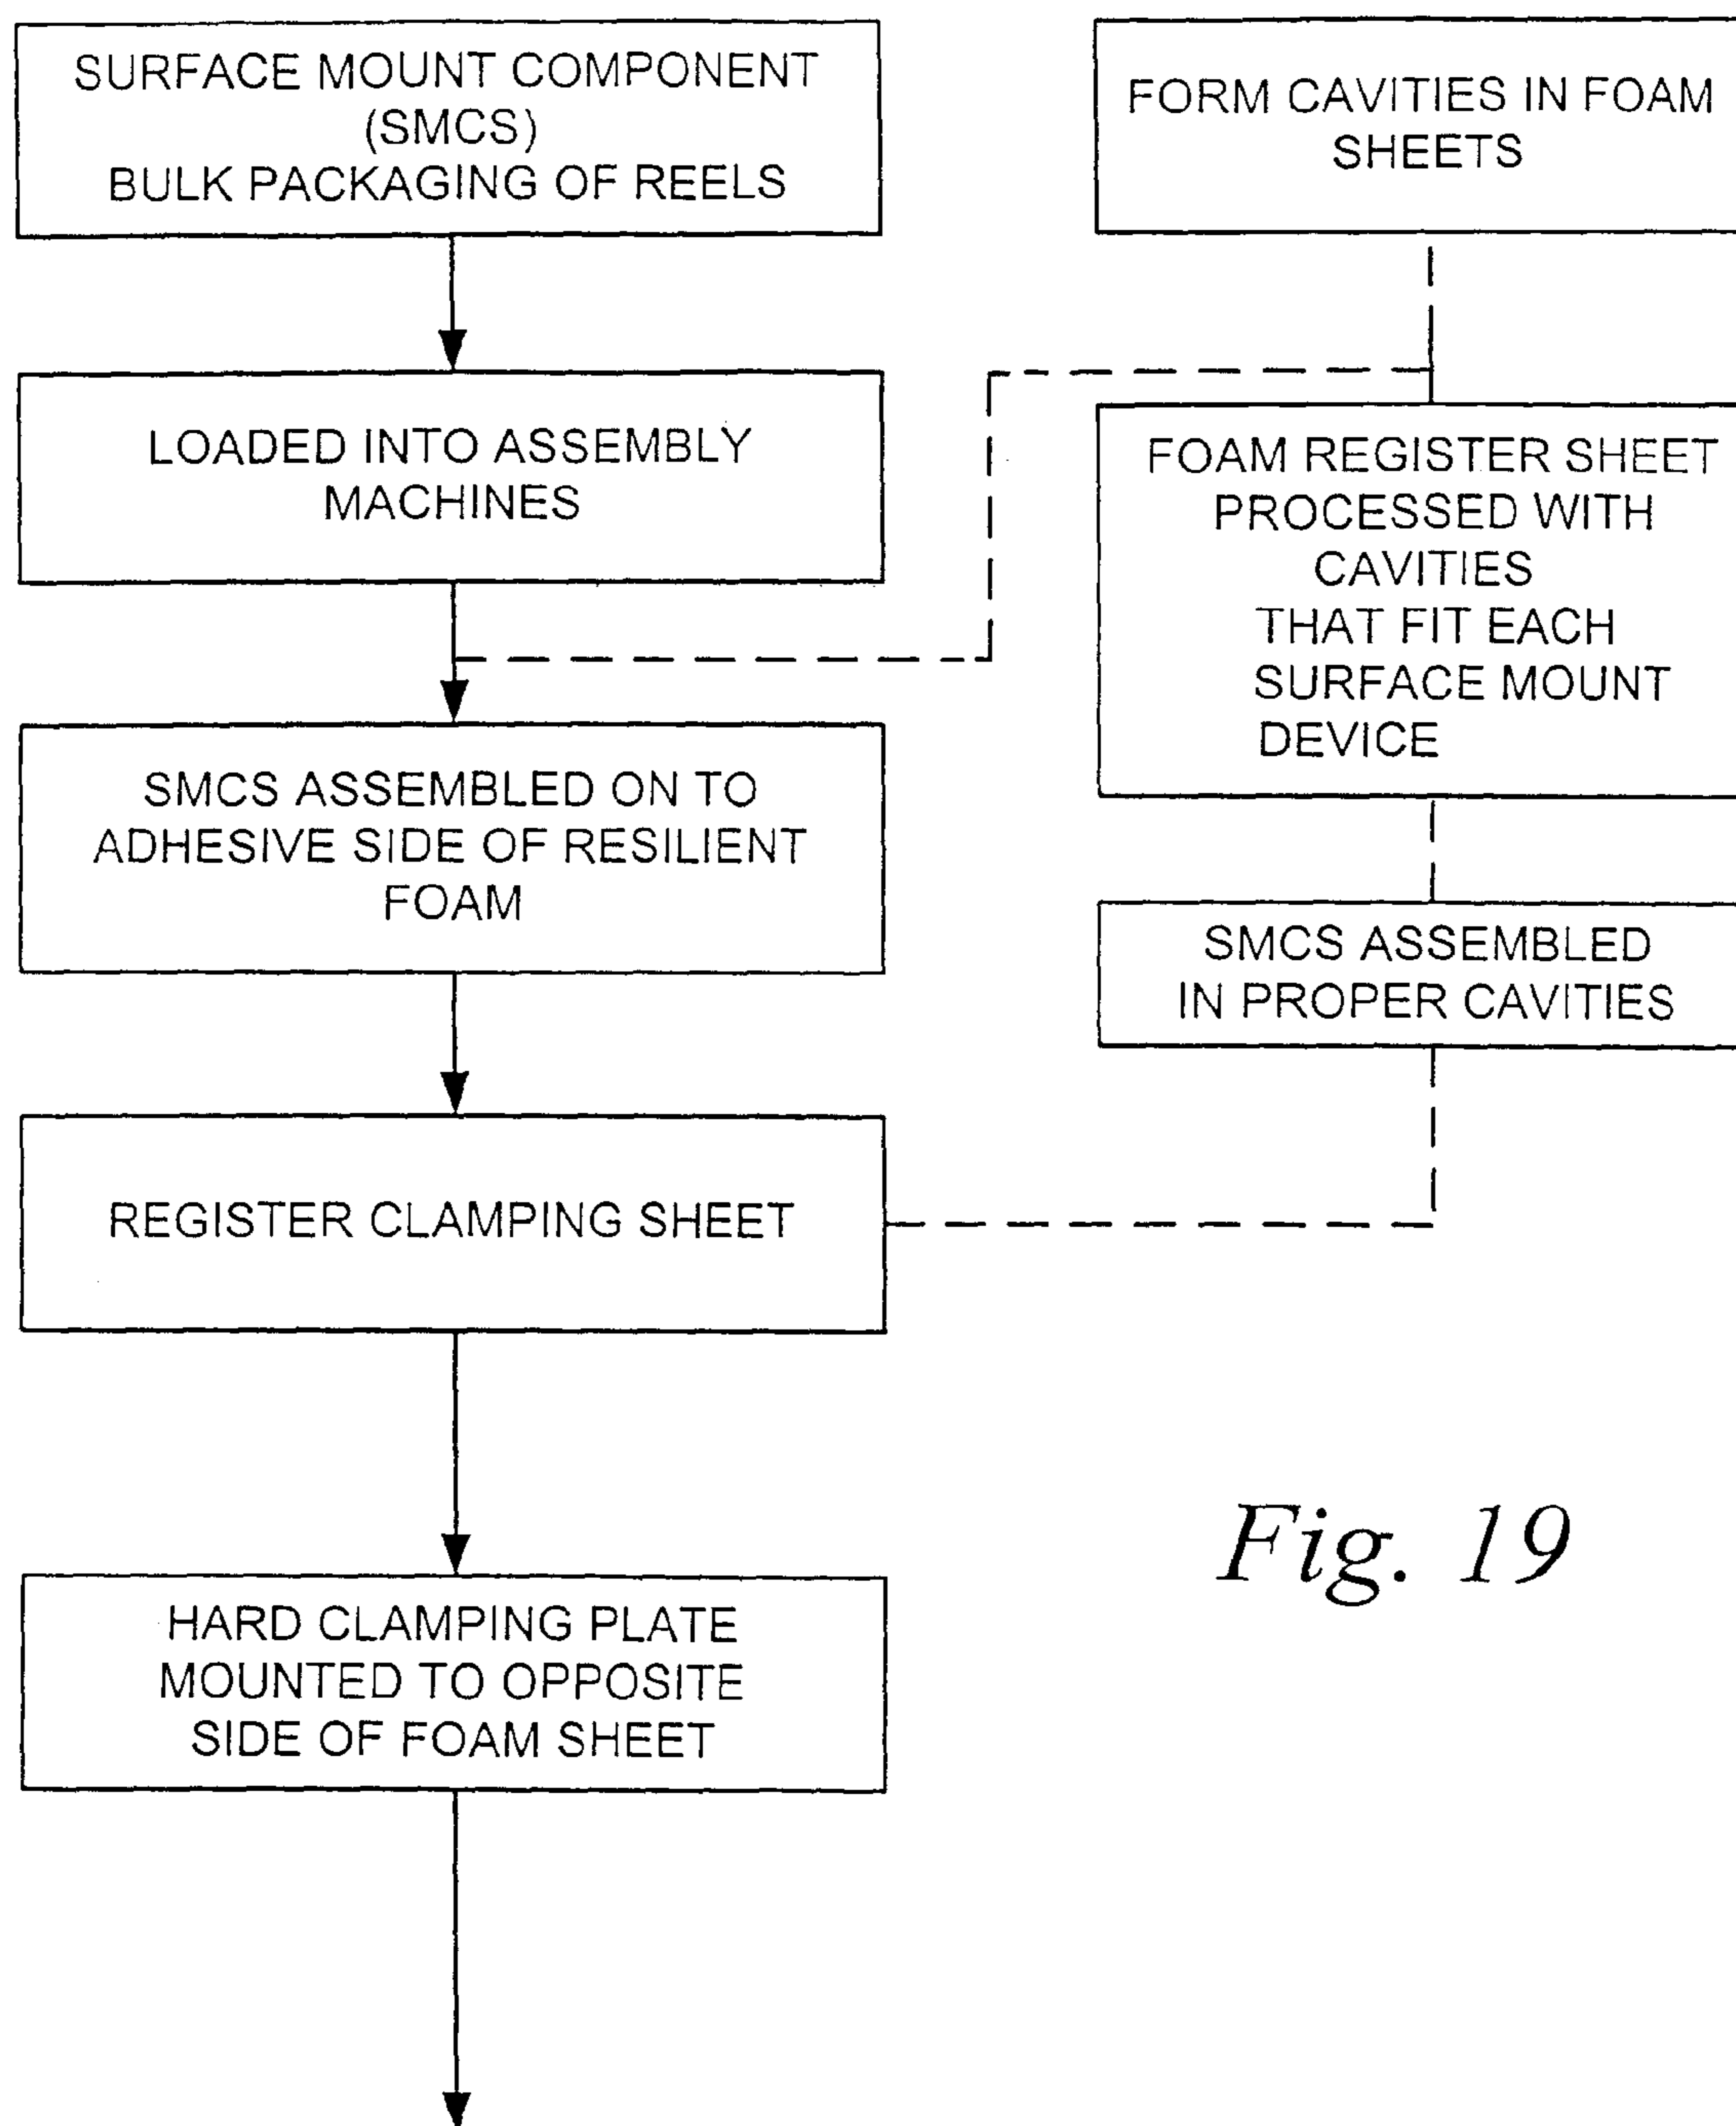 SURFACE MOUNT COMPONENT
(SMCS)
BULK PACKAGING OF REELS
LOADED INTO ASSEMBLY
MACHINES
SMCS ASSEMBLED ON TO
ADHESIVE SIDE OF RESILIENT
FOAM
REGISTER CLAMPING SHEET
HARD CLAMPING PLATE
MOUNTED TO OPPOSITE
SIDE OF FOAM SHEET
FORM CAVITIES IN FOAM
SHEETS
FOAM REGISTER SHEET
PROCESSED WITH
CAVITIES
THAT FIT EACH
SURFACE MOUNT
DEVICE
SMCS ASSEMBLED
IN PROPER CAVITIES
Fig. 19